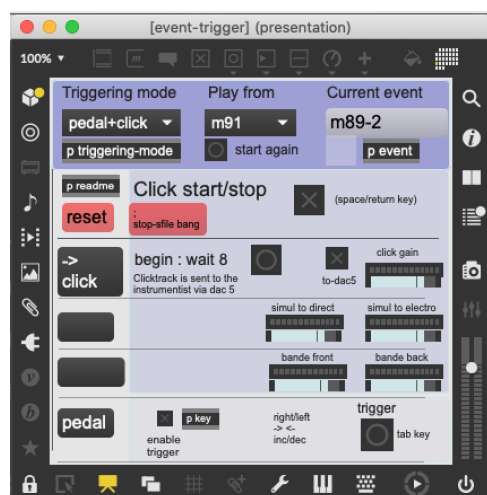 [event-trigger] (presentation)
100%
Triggering mode
Play from
Current event
pedal+click
m91
m89-2
p triggering-mode
start again
p event
p readme
Click start/stop
(space/return key)
reset
;
stop-sfile bang
->
click
begin : wait 8
Clicktrack is sent to the
instrumentist via dac 5
to-dac5
click gain
simul to direct
simul to electro
bande front
bande back
pedal
p key
enable
trigger
right/left
-> <-
inc/dec
trigger
tab key